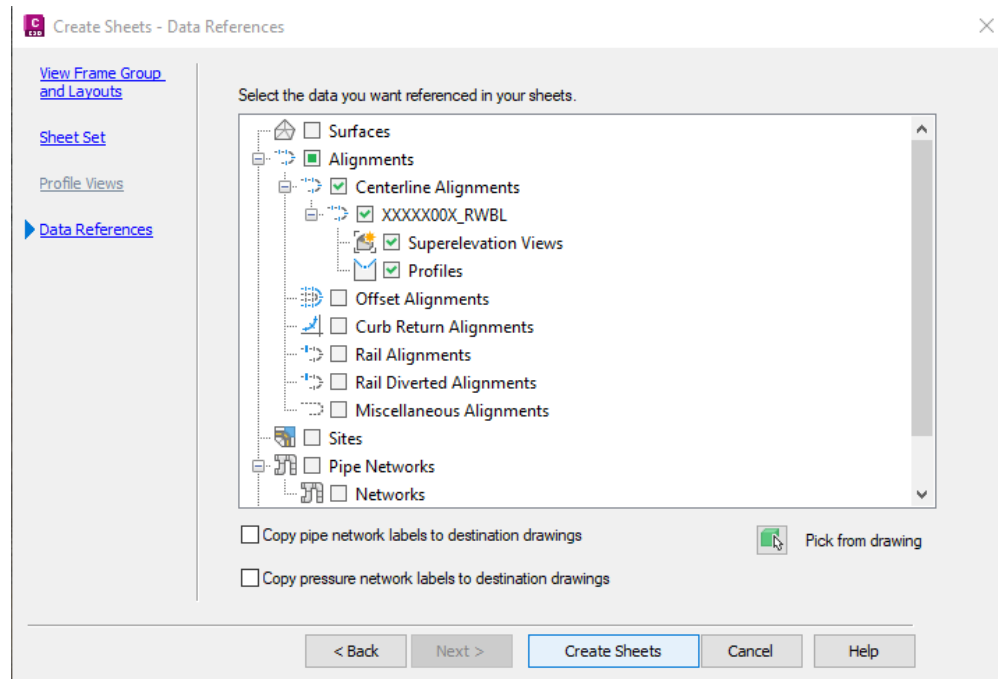 C
E3D
Create Sheets - Data References
View Frame Group
and Layouts
Sheet Set
Profile Views
Data References
Select the data you want referenced in your sheets.
Surfaces
Alignments
Centerline Alignments
XXXXX00X_RWBL
Superelevation Views
Profiles
Offset Alignments
Curb Return Alignments
Rail Alignments
Rail Diverted Alignments
Miscellaneous Alignments
Sites
Pipe Networks
Networks
Copy pipe network labels to destination drawings
Pick from drawing
Copy pressure network labels to destination drawings
< Back
Next >
Create Sheets
Cancel
Help